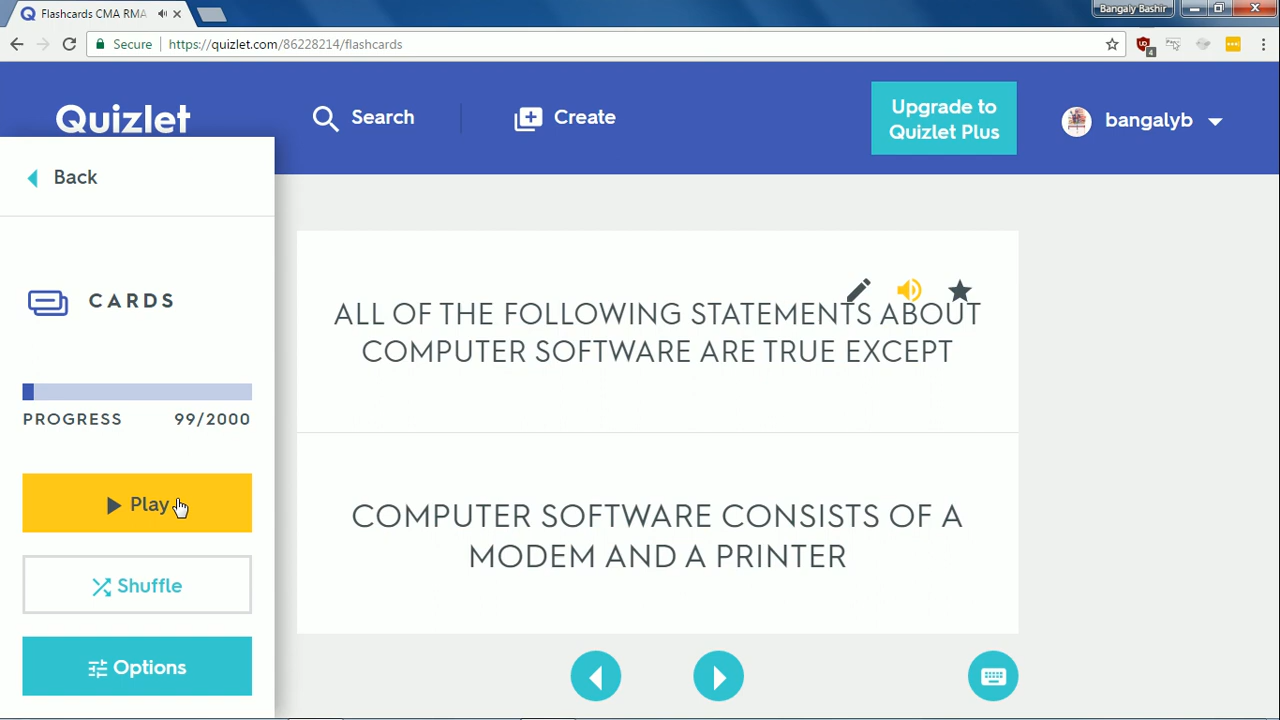 Flashcards CMA RMA
Bangaly Bashir
Secure
https://quizlet.com/86228214/flashcards
4
Quizlet
Search
Create
Upgrade to
Quizlet Plus
bangalyb
Back
CARDS
PROGRESS 99/2000
Play
Shuffle
Options
ALL OF THE FOLLOWING STATEMENTS ABOUT
COMPUTER SOFTWARE ARE TRUE EXCEPT
COMPUTER SOFTWARE CONSISTS OF A
MODEM AND A PRINTER